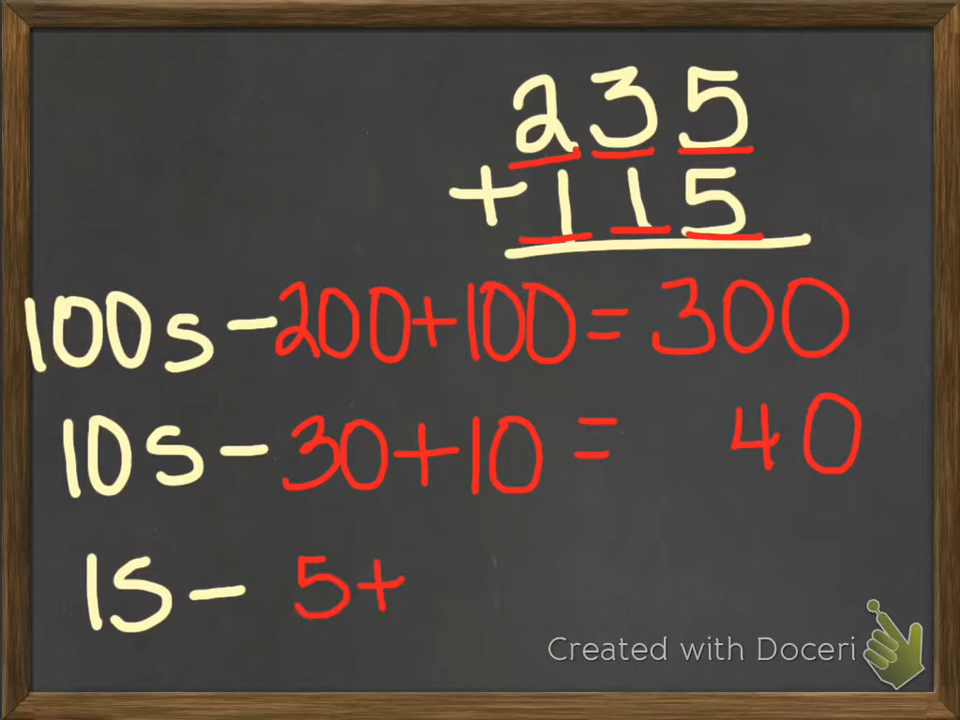 235
+115
100s-200+100=300
10s-30+10= 40
1s- 5+
Created with Doceri